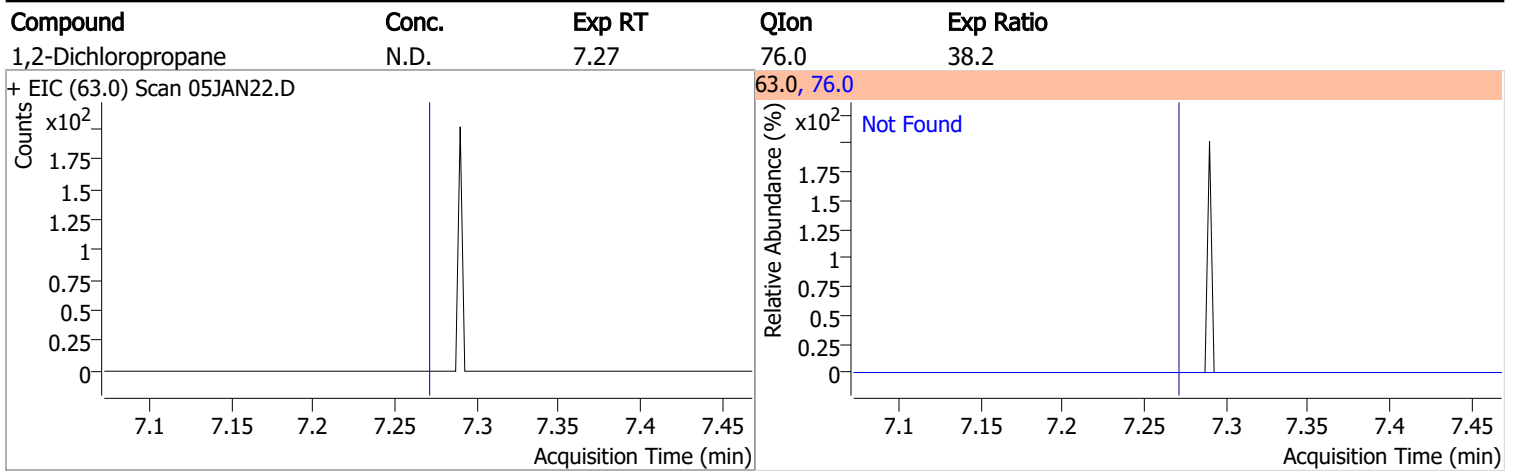 Compound Conc. Exp RT QIon Exp Ratio
1,2-Dichloropropane N.D. 7.27 76.0 38.2
+ EIC (63.0) Scan 05JAN22.D
Counts
x10²
1.75
1.5
1.25
1
0.75
0.5
0.25
0
7.1 7.15 7.2 7.25 7.3 7.35 7.4 7.45
Acquisition Time (min)
63.0, 76.0
Relative Abundance (%)
x10²
Not Found
1.75
1.5
1.25
1
0.75
0.5
0.25
0
7.1 7.15 7.2 7.25 7.3 7.35 7.4 7.45
Acquisition Time (min)